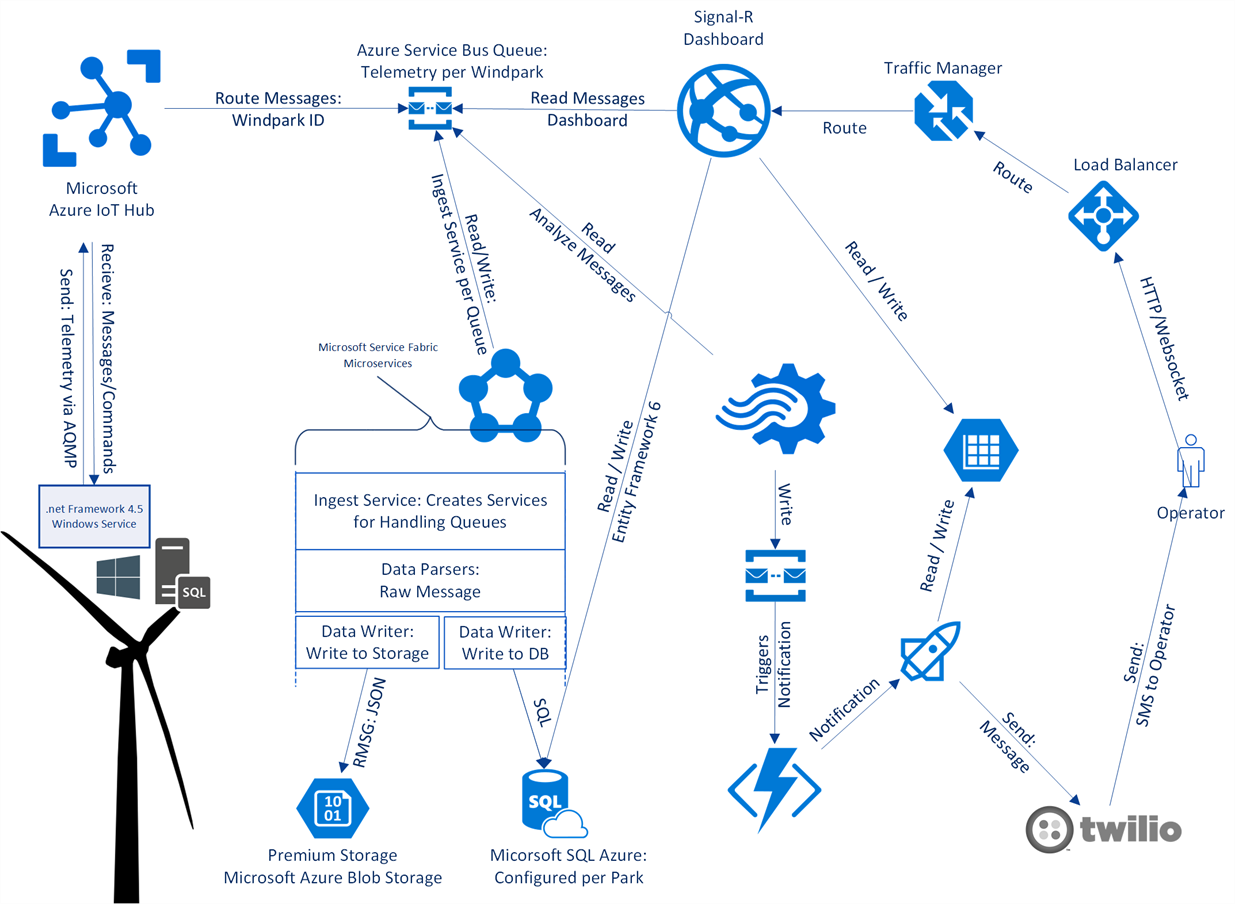 Signal-R
Dashboard
Azure Service Bus Queue:
Telemetry per Windpark
Traffic Manager
Route Messages:
Windpark ID
Read Messages
Dashboard
Route
Route
Load Balancer
Microsoft
Azure IoT Hub
Send: Telemetry via AQMP
Recieve: Messages/Commands
Read/Write:
Ingest Service per Queue
Read
Analyze Messages
Read / Write
HTTP/Websocket
Microsoft Service Fabric
Microservices
Read / Write
Entity Framework 6
.net Framework 4.5
Windows Service
SQL
Ingest Service: Creates Services
for Handling Queues
Data Parsers:
Raw Message
Data Writer:
Write to Storage
Data Writer:
Write to DB
Write
Read / Write
Operator
Triggers
Notification
Notification
Send:
Message
Send:
SMS to Operator
RMSG: JSON
SQL
10
01
SQL
twilio
Premium Storage
Microsoft Azure Blob Storage
Micorsoft SQL Azure:
Configured per Park